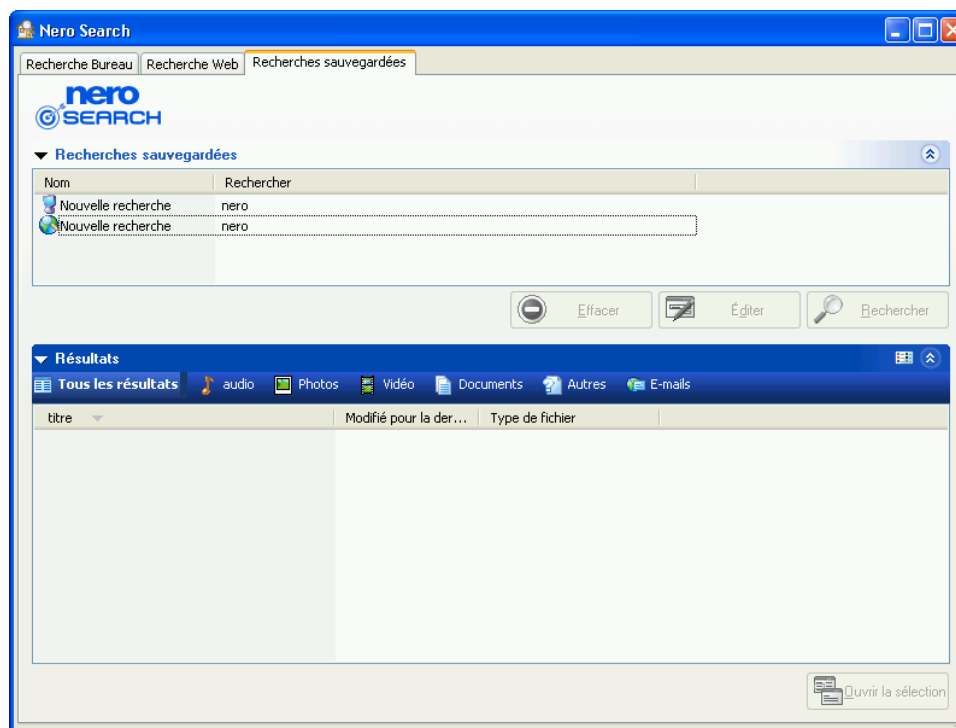 Nero Search
Recherche Bureau Recherche Web Recherches sauvegardées
nero
SEARCH
Recherches sauvegardées
Nom Rechercher
Nouvelle recherche nero
Nouvelle recherche nero
Effacer Éditer Rechercher
Résultats
Tous les résultats audio Photos Vidéo Documents Autres E-mails
titre Modifié pour la der... Type de fichier
Ouvrir la sélection